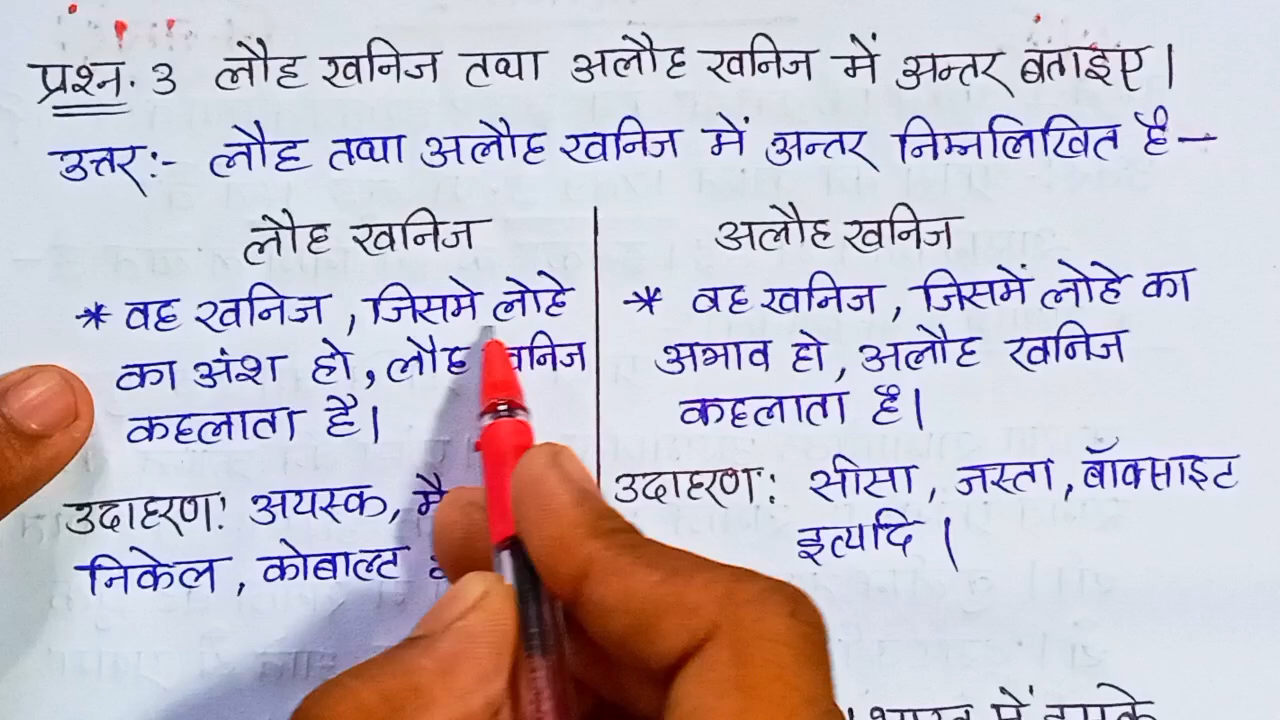 प्रश्न. 3 लौह खनिज तथा अलौह खनिज में अन्तर बताइए।
उत्तर:- लौह तथा अलौह खनिज में अन्तर निम्नलिखित है-
लौह खनिज
* वह खनिज, जिसमे लोहे
का अंश हो, लौह खनिज
कहलाता है।
उदाहरण: अयस्क,
निकेल, कोबाल्ट
अलौह खनिज
* वह खनिज, जिसमें लोहे का
अभाव हो, अलौह खनिज
कहलाता है।
उदाहरण: सीसा, जस्ता, बॉक्साइट
इत्यदि।